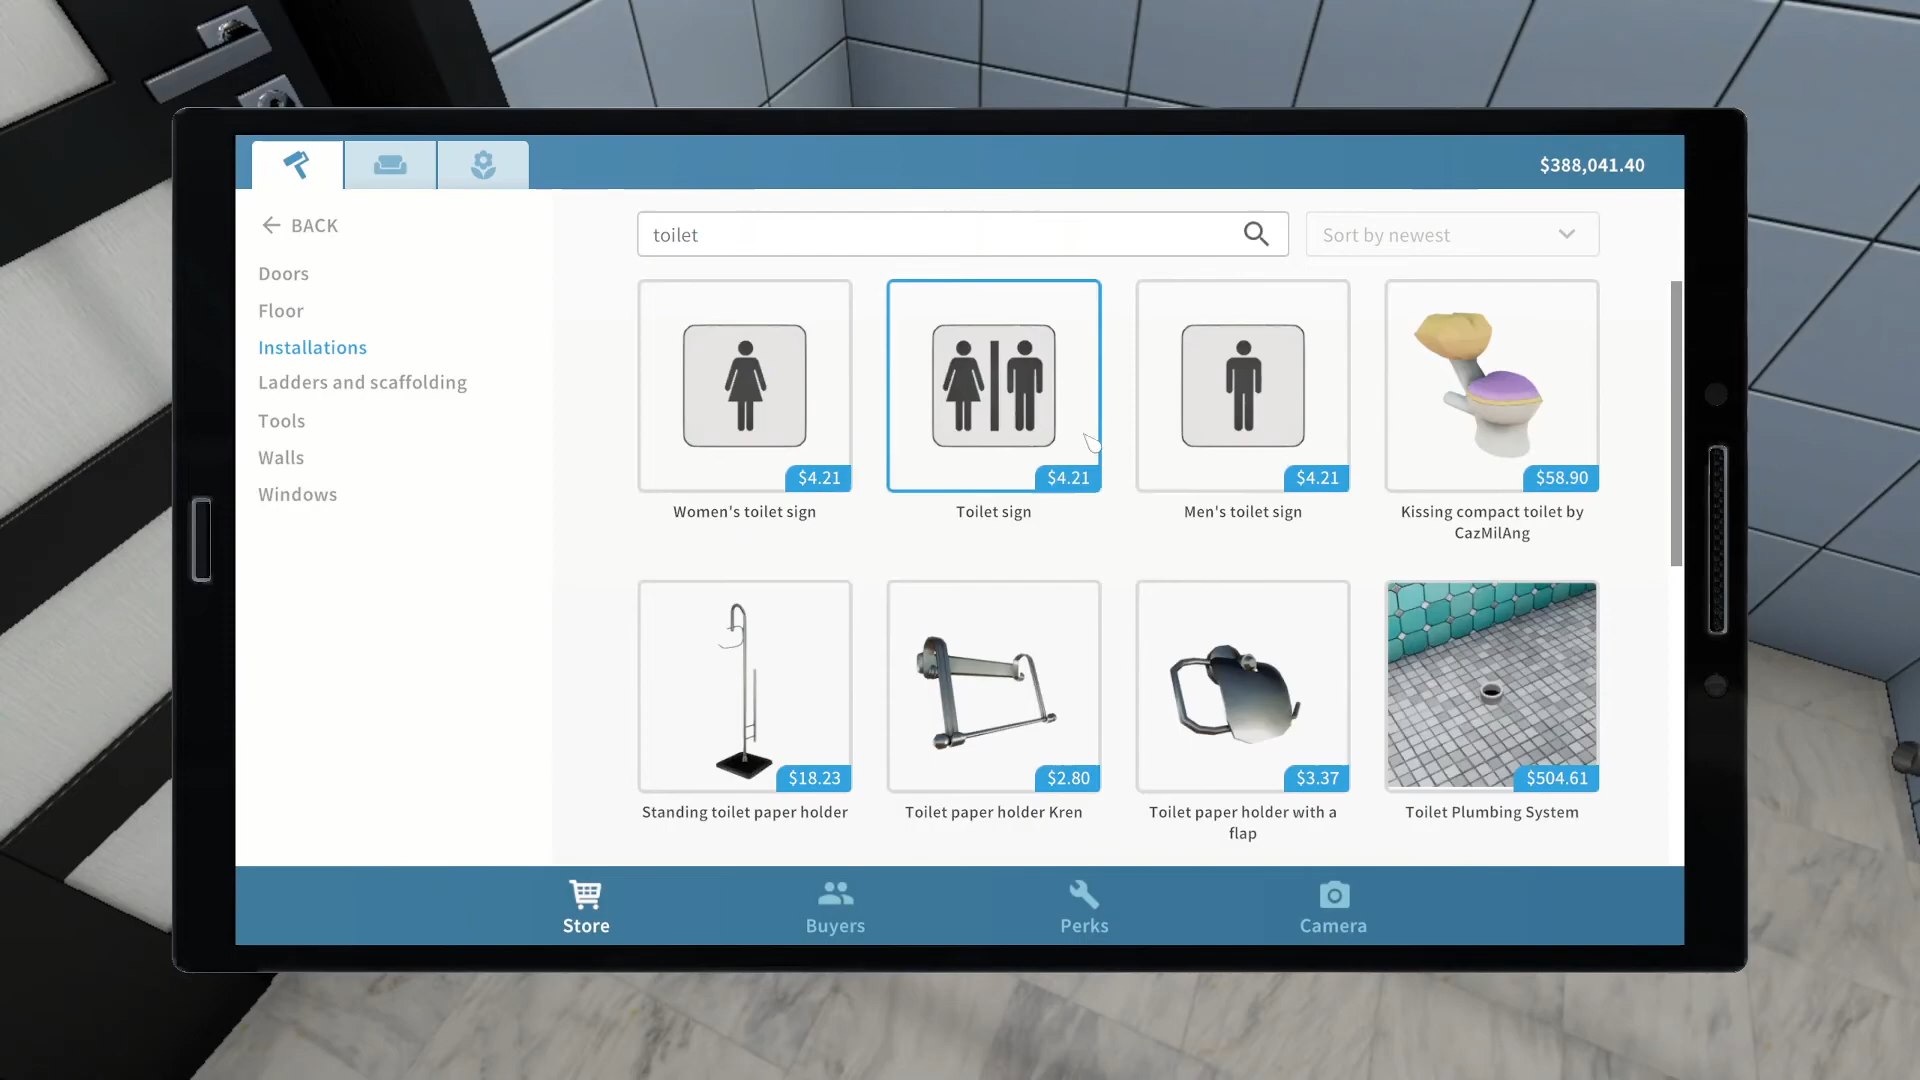 $388,041.40
BACK
toilet
Sort by newest
Doors
Floor
Installations
Ladders and scaffolding
Tools
Walls
Windows
$4.21
$4.21
$4.21
$58.90
Women's toilet sign
Toilet sign
Men's toilet sign
Kissing compact toilet by
CazMilAng
$18.23
$2.80
$3.37
$504.61
Standing toilet paper holder
Toilet paper holder Kren
Toilet paper holder with a
flap
Toilet Plumbing System
Store
Buyers
Perks
Camera